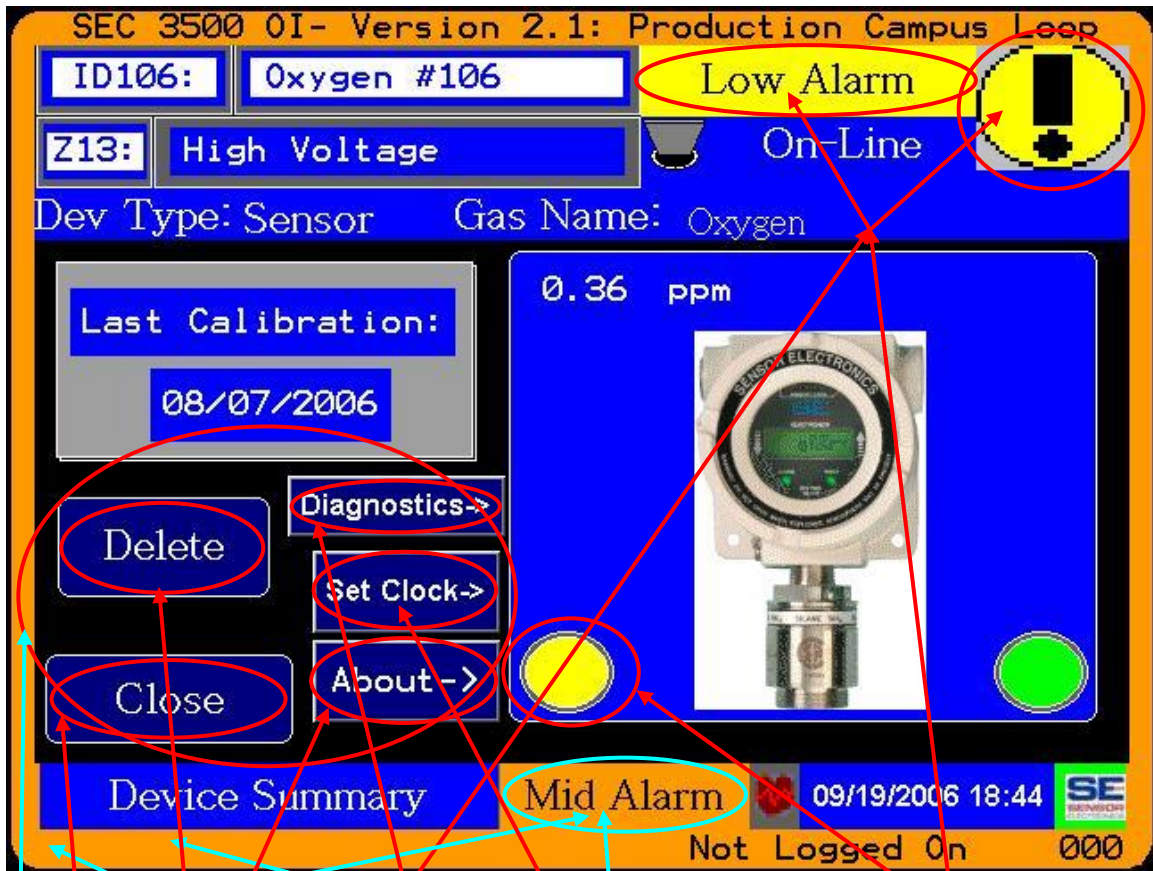 SEC 3500 OI- Version 2.1: Production Campus Loop
ID106: Oxygen #106 Low Alarm
Z13: High Voltage On-Line
Dev Type: Sensor Gas Name: Oxygen
0.36 ppm
Last Calibration:
08/07/2006
SENSOR ELECTRONICS
Diagnostics->
Delete
Set Clock->
About->
Close
Device Summary Mid Alarm 09/19/2006 18:44 SE
SENSOR
ELECTRONICS
Not Logged On 000